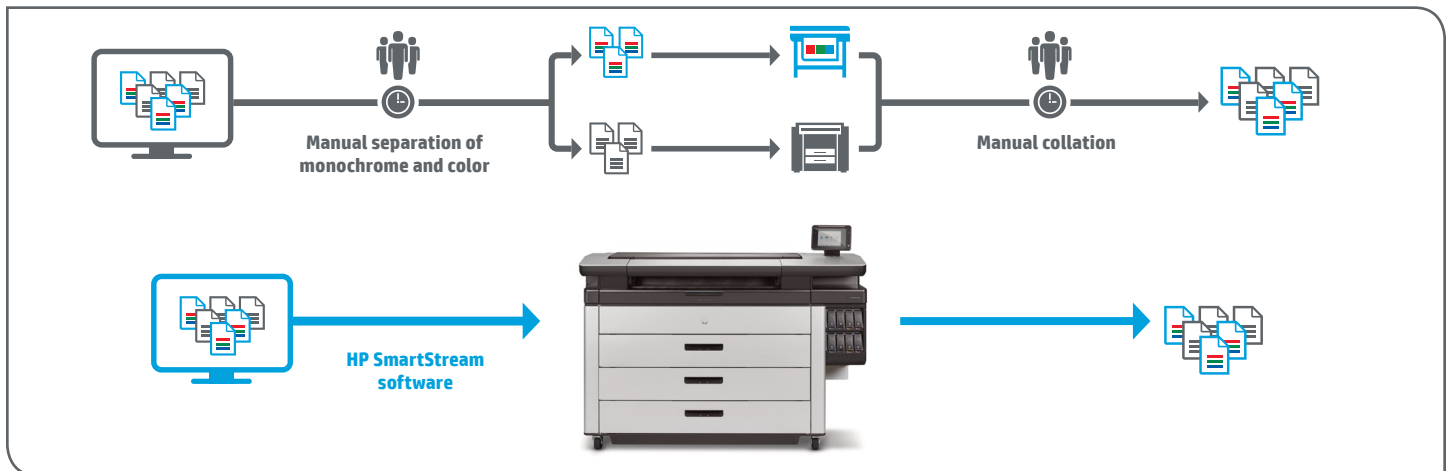 Manual separation of
monochrome and color
Manual collation
HP SmartStream
software